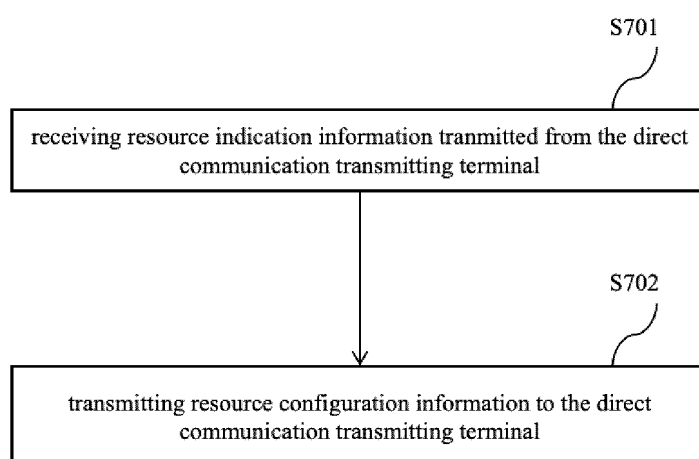 S701
receiving resource indication information tranmitted from the direct
communication transmitting terminal
S702
transmitting resource configuration information to the direct
communication transmitting terminal